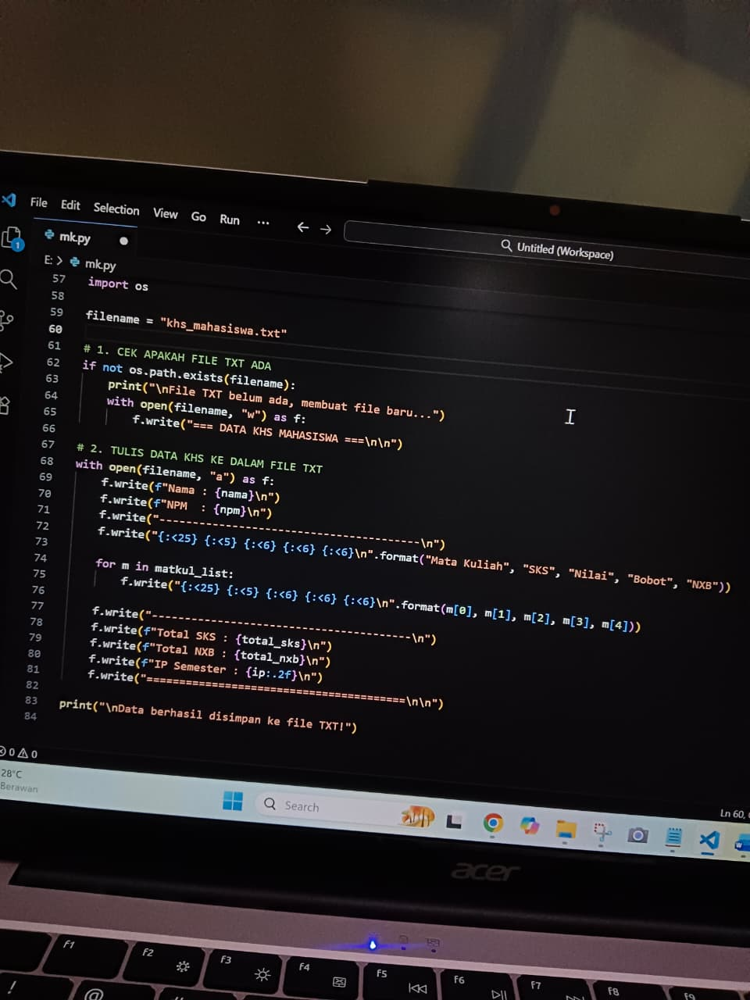 File Edit Selection View Go Run ... Untitled (Workspace)
mk.py
E: > mk.py
57 import os
58
59 filename = "khs_mahasiswa.txt"
60
61 # 1. CEK APAKAH FILE TXT ADA
62 if not os.path.exists(filename):
63 print("\nFile TXT belum ada, membuat file baru...")
64 with open(filename, "w") as f:
65 f.write("=== DATA KHS MAHASISWA ===\n\n")
66
67 # 2. TULIS DATA KHS KE DALAM FILE TXT
68 with open(filename, "a") as f:
69 f.write(f"Nama : {nama}\n")
70 f.write(f"NPM  : {npm}\n")
71 f.write("----------------------------------------\n")
72 f.write("{:<25} {:<5} {:<6} {:<6} {:<6}\n".format("Mata Kuliah", "SKS", "Nilai", "Bobot", "NXB"))
73
74 for m in matkul_list:
75 f.write("{:<25} {:<5} {:<6} {:<6} {:<6}\n".format(m[0], m[1], m[2], m[3], m[4]))
76
77 f.write("----------------------------------------\n")
78 f.write(f"Total SKS : {total_sks}\n")
79 f.write(f"Total NXB : {total_nxb}\n")
80 f.write(f"IP Semester : {ip:.2f}\n")
81 f.write("========================================\n\n")
82
83 print("\nData berhasil disimpan ke file TXT!")
84
0 0
Ln 60,
28°C
Berawan
Search
acer
F1 F2 F3 F4 F5 F6 F7 F8 F9
! @